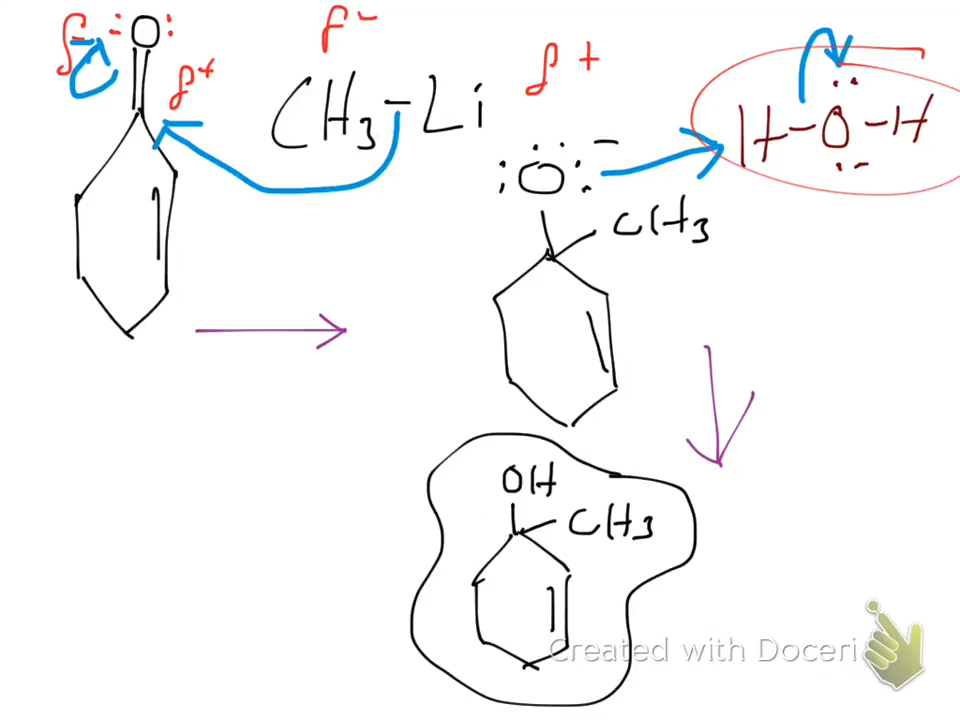 δ- :O: δ-
δ+ CH3-Li δ+
H-O-H
:O:-
CH3
OH
CH3
Created with Doceri